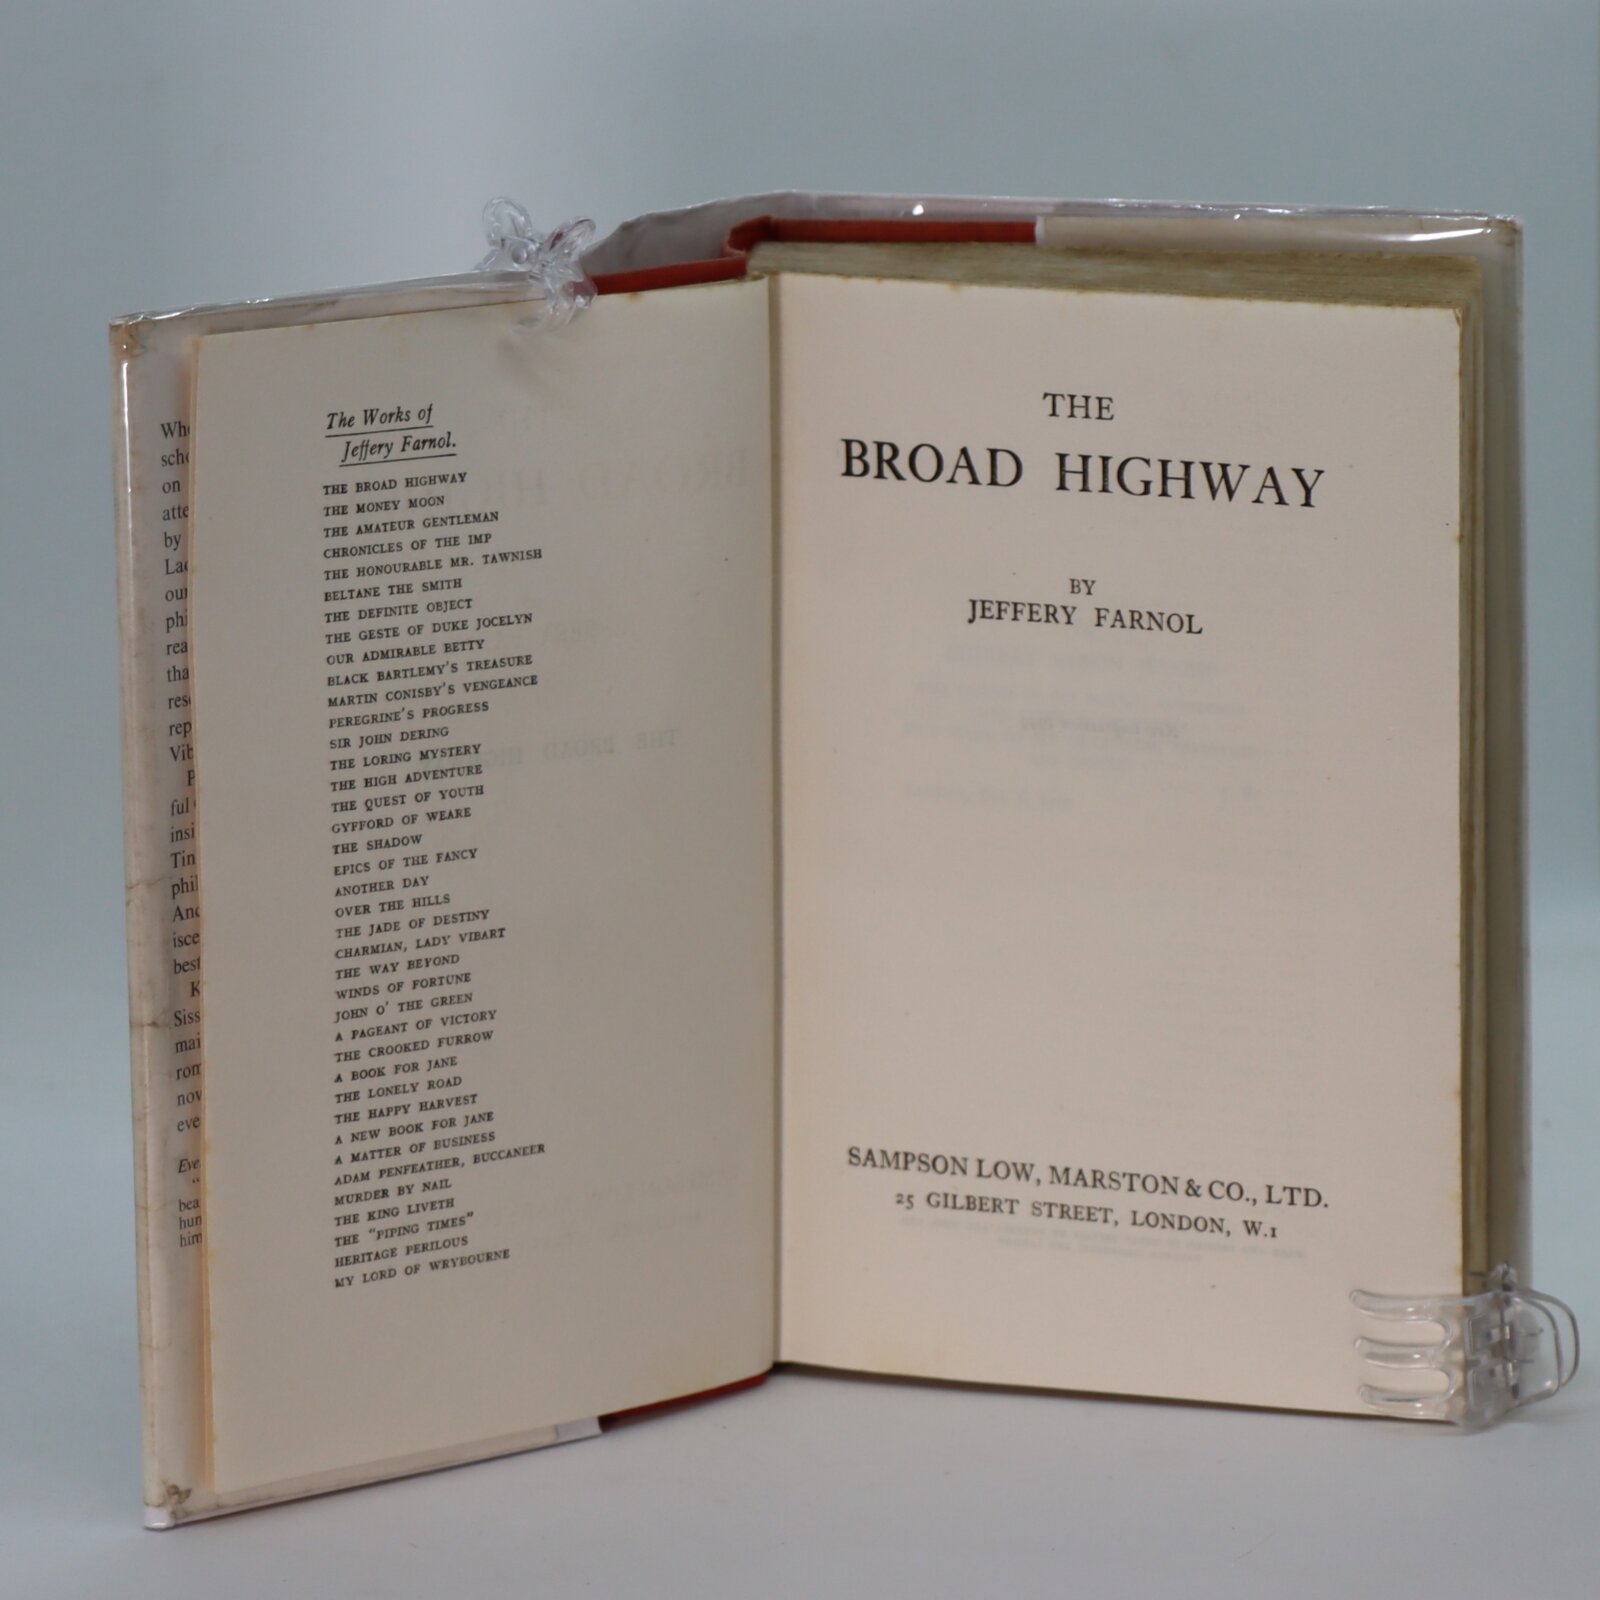 The Works of
Jeffery Farnol.
THE BROAD HIGHWAY
THE MONEY MOON
THE AMATEUR GENTLEMAN
CHRONICLES OF THE IMP
THE HONOURABLE MR. TAWNISH
BELTANE THE SMITH
THE DEFINITE OBJECT
THE GESTE OF DUKE JOCELYN
OUR ADMIRABLE BETTY
BLACK BARTLEMY'S TREASURE
MARTIN CONISBY'S VENGEANCE
PEREGRINE'S PROGRESS
SIR JOHN DERING
THE LORING MYSTERY
THE HIGH ADVENTURE
THE QUEST OF YOUTH
GYFFORD OF WEARE
THE SHADOW
EPICS OF THE FANCY
ANOTHER DAY
OVER THE HILLS
THE JADE OF DESTINY
CHARMIAN, LADY VIBART
THE WAY BEYOND
WINDS OF FORTUNE
JOHN O' THE GREEN
A PAGEANT OF VICTORY
THE CROOKED FURROW
A BOOK FOR JANE
THE LONELY ROAD
THE HAPPY HARVEST
A NEW BOOK FOR JANE
A MATTER OF BUSINESS
ADAM PENFEATHER, BUCCANEER
MURDER BY NAIL
THE KING LIVETH
THE "PIPING TIMES"
HERITAGE PERILOUS
MY LORD OF WRYBOURNE
THE
BROAD HIGHWAY
BY
JEFFERY FARNOL
SAMPSON LOW, MARSTON & CO., LTD.
25 GILBERT STREET, LONDON, W.1